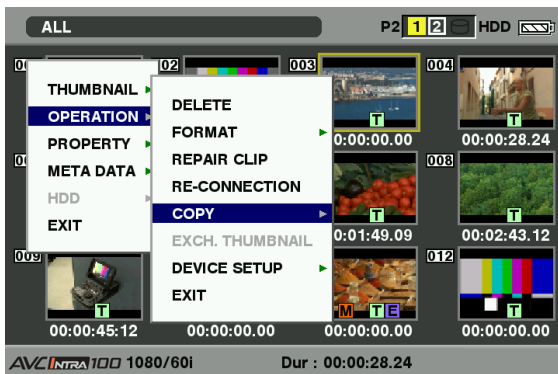 ALL
P2 1 2 HDD
00 02 003 004
THUMBNAIL
OPERATION
PROPERTY
META DATA
HDD
EXIT
DELETE
FORMAT
REPAIR CLIP
RE-CONNECTION
COPY
EXCH. THUMBNAIL
DEVICE SETUP
EXIT
T T
0:00:00.00 00:00:28.24
00 008
T T
0:01:49.09 00:02:43.12
009 012
T M T E T
00:00:45:12 00:00:00.00 00:00:00.00 00:00:00.00
AVC INTRA 100 1080/60i Dur : 00:00:28.24